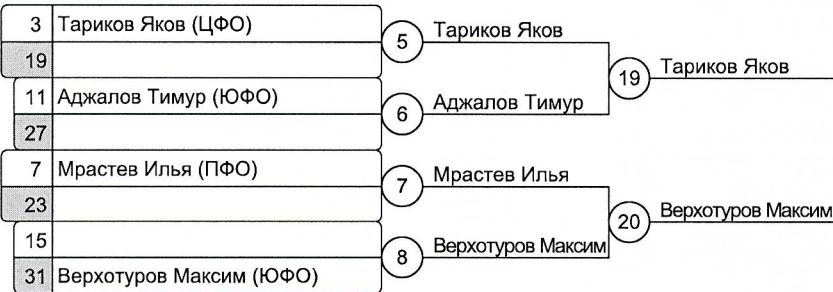 3 Тариков Яков (ЦФО)
19
5
Тариков Яков
11 Аджалов Тимур (ЮФО)
27
6
Аджалов Тимур
19
Тариков Яков
7 Мрастев Илья (ПФО)
23
7
Мрастев Илья
15
31 Верхотуров Максим (ЮФО)
8
Верхотуров Максим
20
Верхотуров Максим